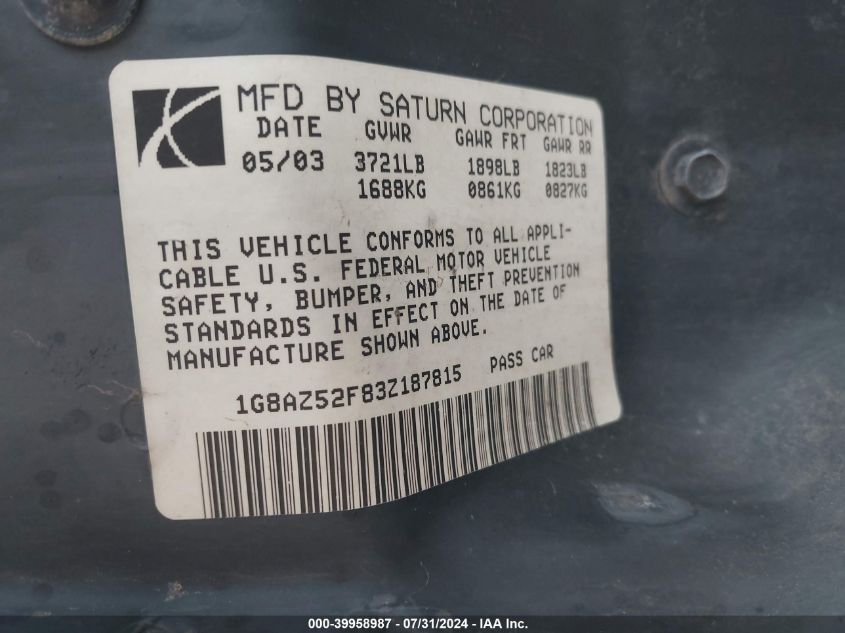 MFD BY SATURN CORPORATION
DATE GVWR GAWR FRT GAWR RR
05/03 3721LB 1898LB 1823LB
1688KG 0861KG 0827KG
THIS VEHICLE CONFORMS TO ALL APPLI-
CABLE U.S. FEDERAL MOTOR VEHICLE
SAFETY, BUMPER, AND THEFT PREVENTION
STANDARDS IN EFFECT ON THE DATE OF
MANUFACTURE SHOWN ABOVE.
1G8AZ52F83Z187815 PASS CAR
000-39958987 - 07/31/2024 - IAA Inc.